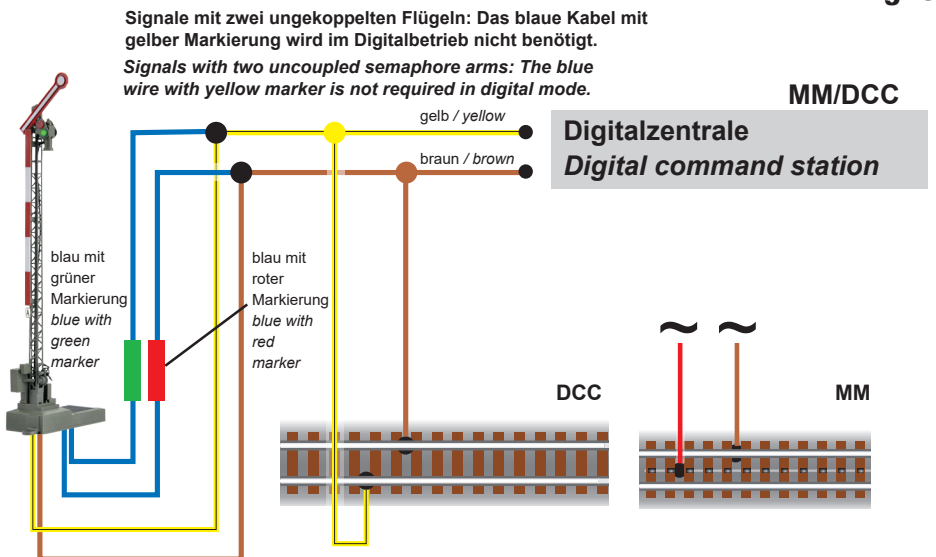 Signale mit zwei ungekoppelten Flügeln: Das blaue Kabel mit
gelber Markierung wird im Digitalbetrieb nicht benötigt.
Signals with two uncoupled semaphore arms: The blue
wire with yellow marker is not required in digital mode.
MM/DCC
gelb / yellow
Digitalzentrale
braun / brown
Digital command station
blau mit
grüner
Markierung
blue with
green
marker
blau mit
roter
Markierung
blue with
red
marker
~
~
DCC
MM